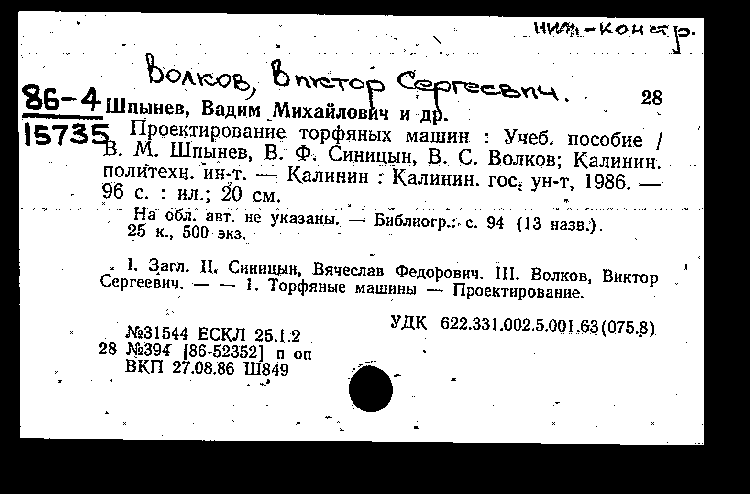 констр.
Волков, Виктор Сергеевич.
28
86-4
15735
Шпынев, Вадим Михайлович и др.
Проектирование торфяных машин : Учеб. пособие /
В. М. Шпынев, В. Ф. Синицын, В. С. Волков; Калинин.
политехн. ин-т. — Калинин : Калинин. гос. ун-т, 1986. —
96 с. : ил.; 20 см.
На обл. авт. не указаны. — Библиогр.: с. 94 (13 назв.).
25 к., 500 экз.
I. Загл. II. Синицын, Вячеслав Федорович. III. Волков, Виктор
Сергеевич. — — 1. Торфяные машины — Проектирование.
УДК 622.331.002.5.001.63(075.8)
№31544 ЕСКЛ 25.1.2
28 №394 [86-52352] п оп
ВКП 27.08.86 Ш849